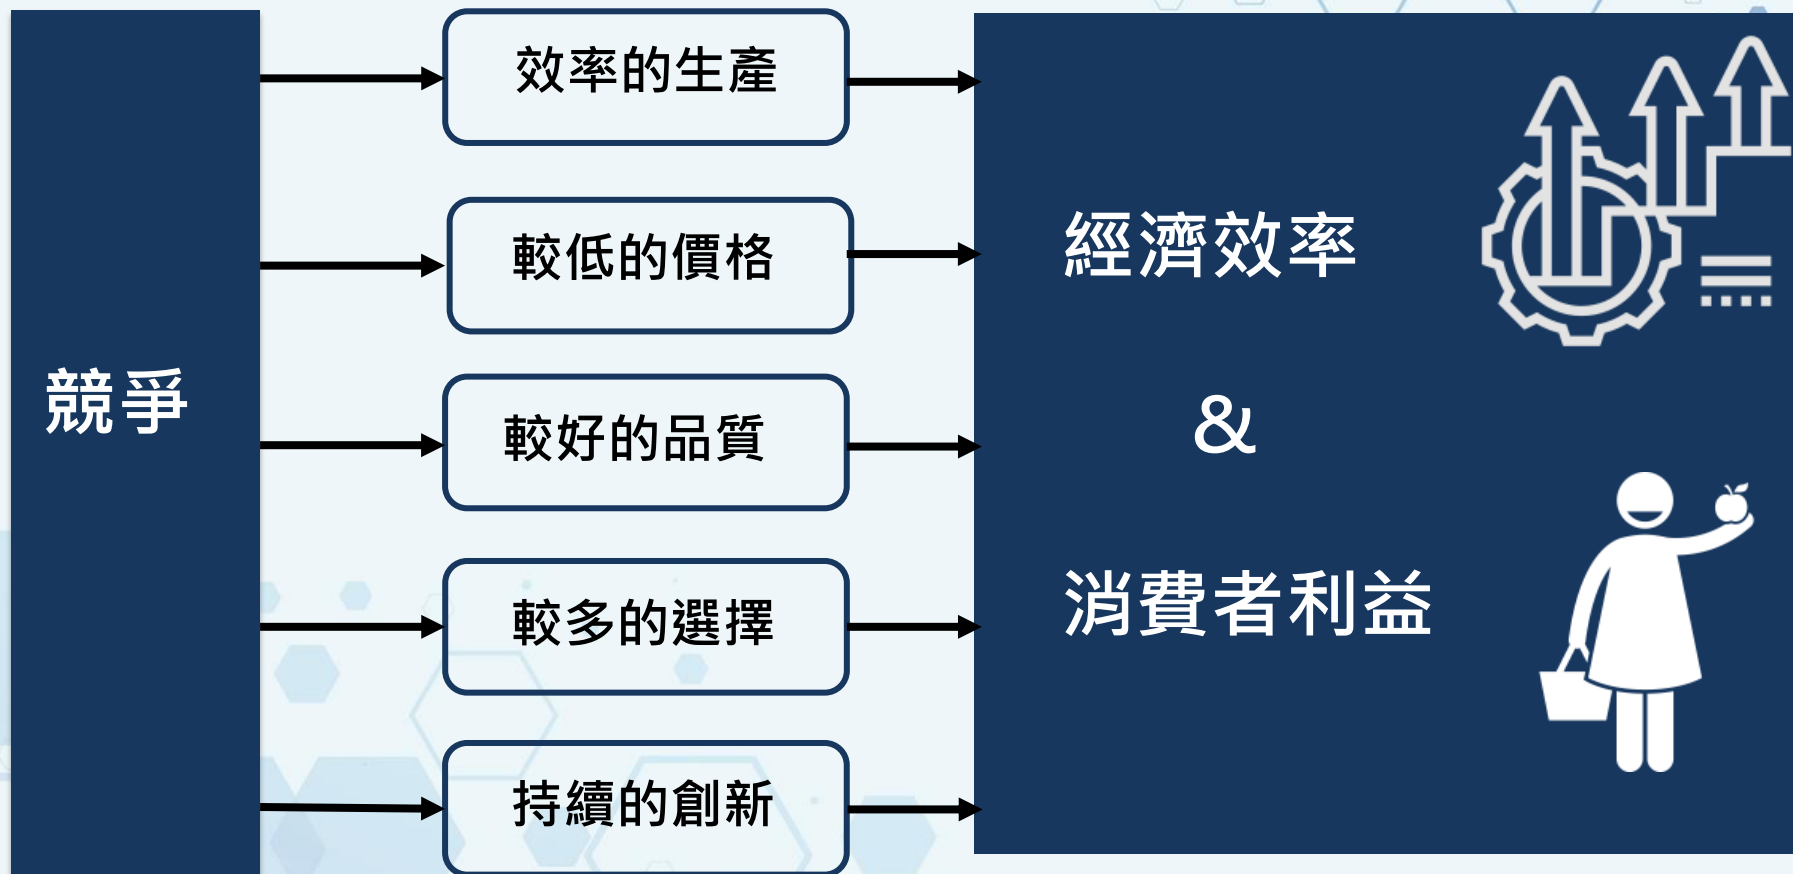 競爭
效率的生產
較低的價格
較好的品質
較多的選擇
持續的創新
經濟效率
&
消費者利益